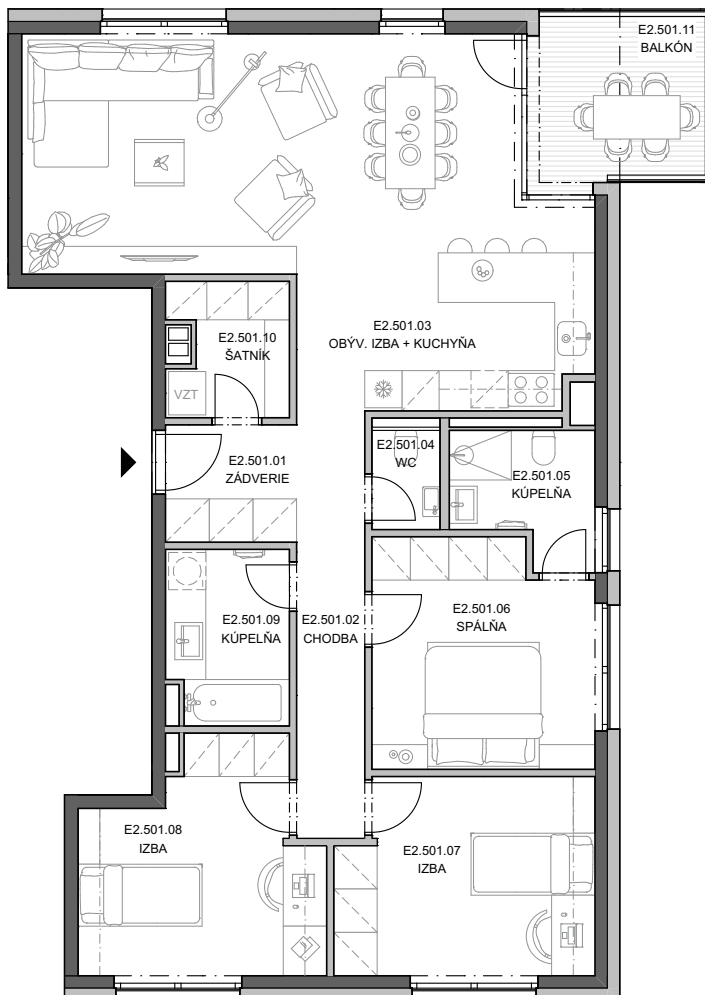 E2.501.11
BALKÓN
E2.501.03
OBÝV. IZBA + KUCHYŇA
E2.501.10
ŠATNÍK
VZT
E2.501.04
WC
E2.501.01
ZÁDVERIE
E2.501.05
KÚPELŇA
E2.501.09
KÚPELŇA
E2.501.02
CHODBA
E2.501.06
SPÁLŇA
E2.501.08
IZBA
E2.501.07
IZBA